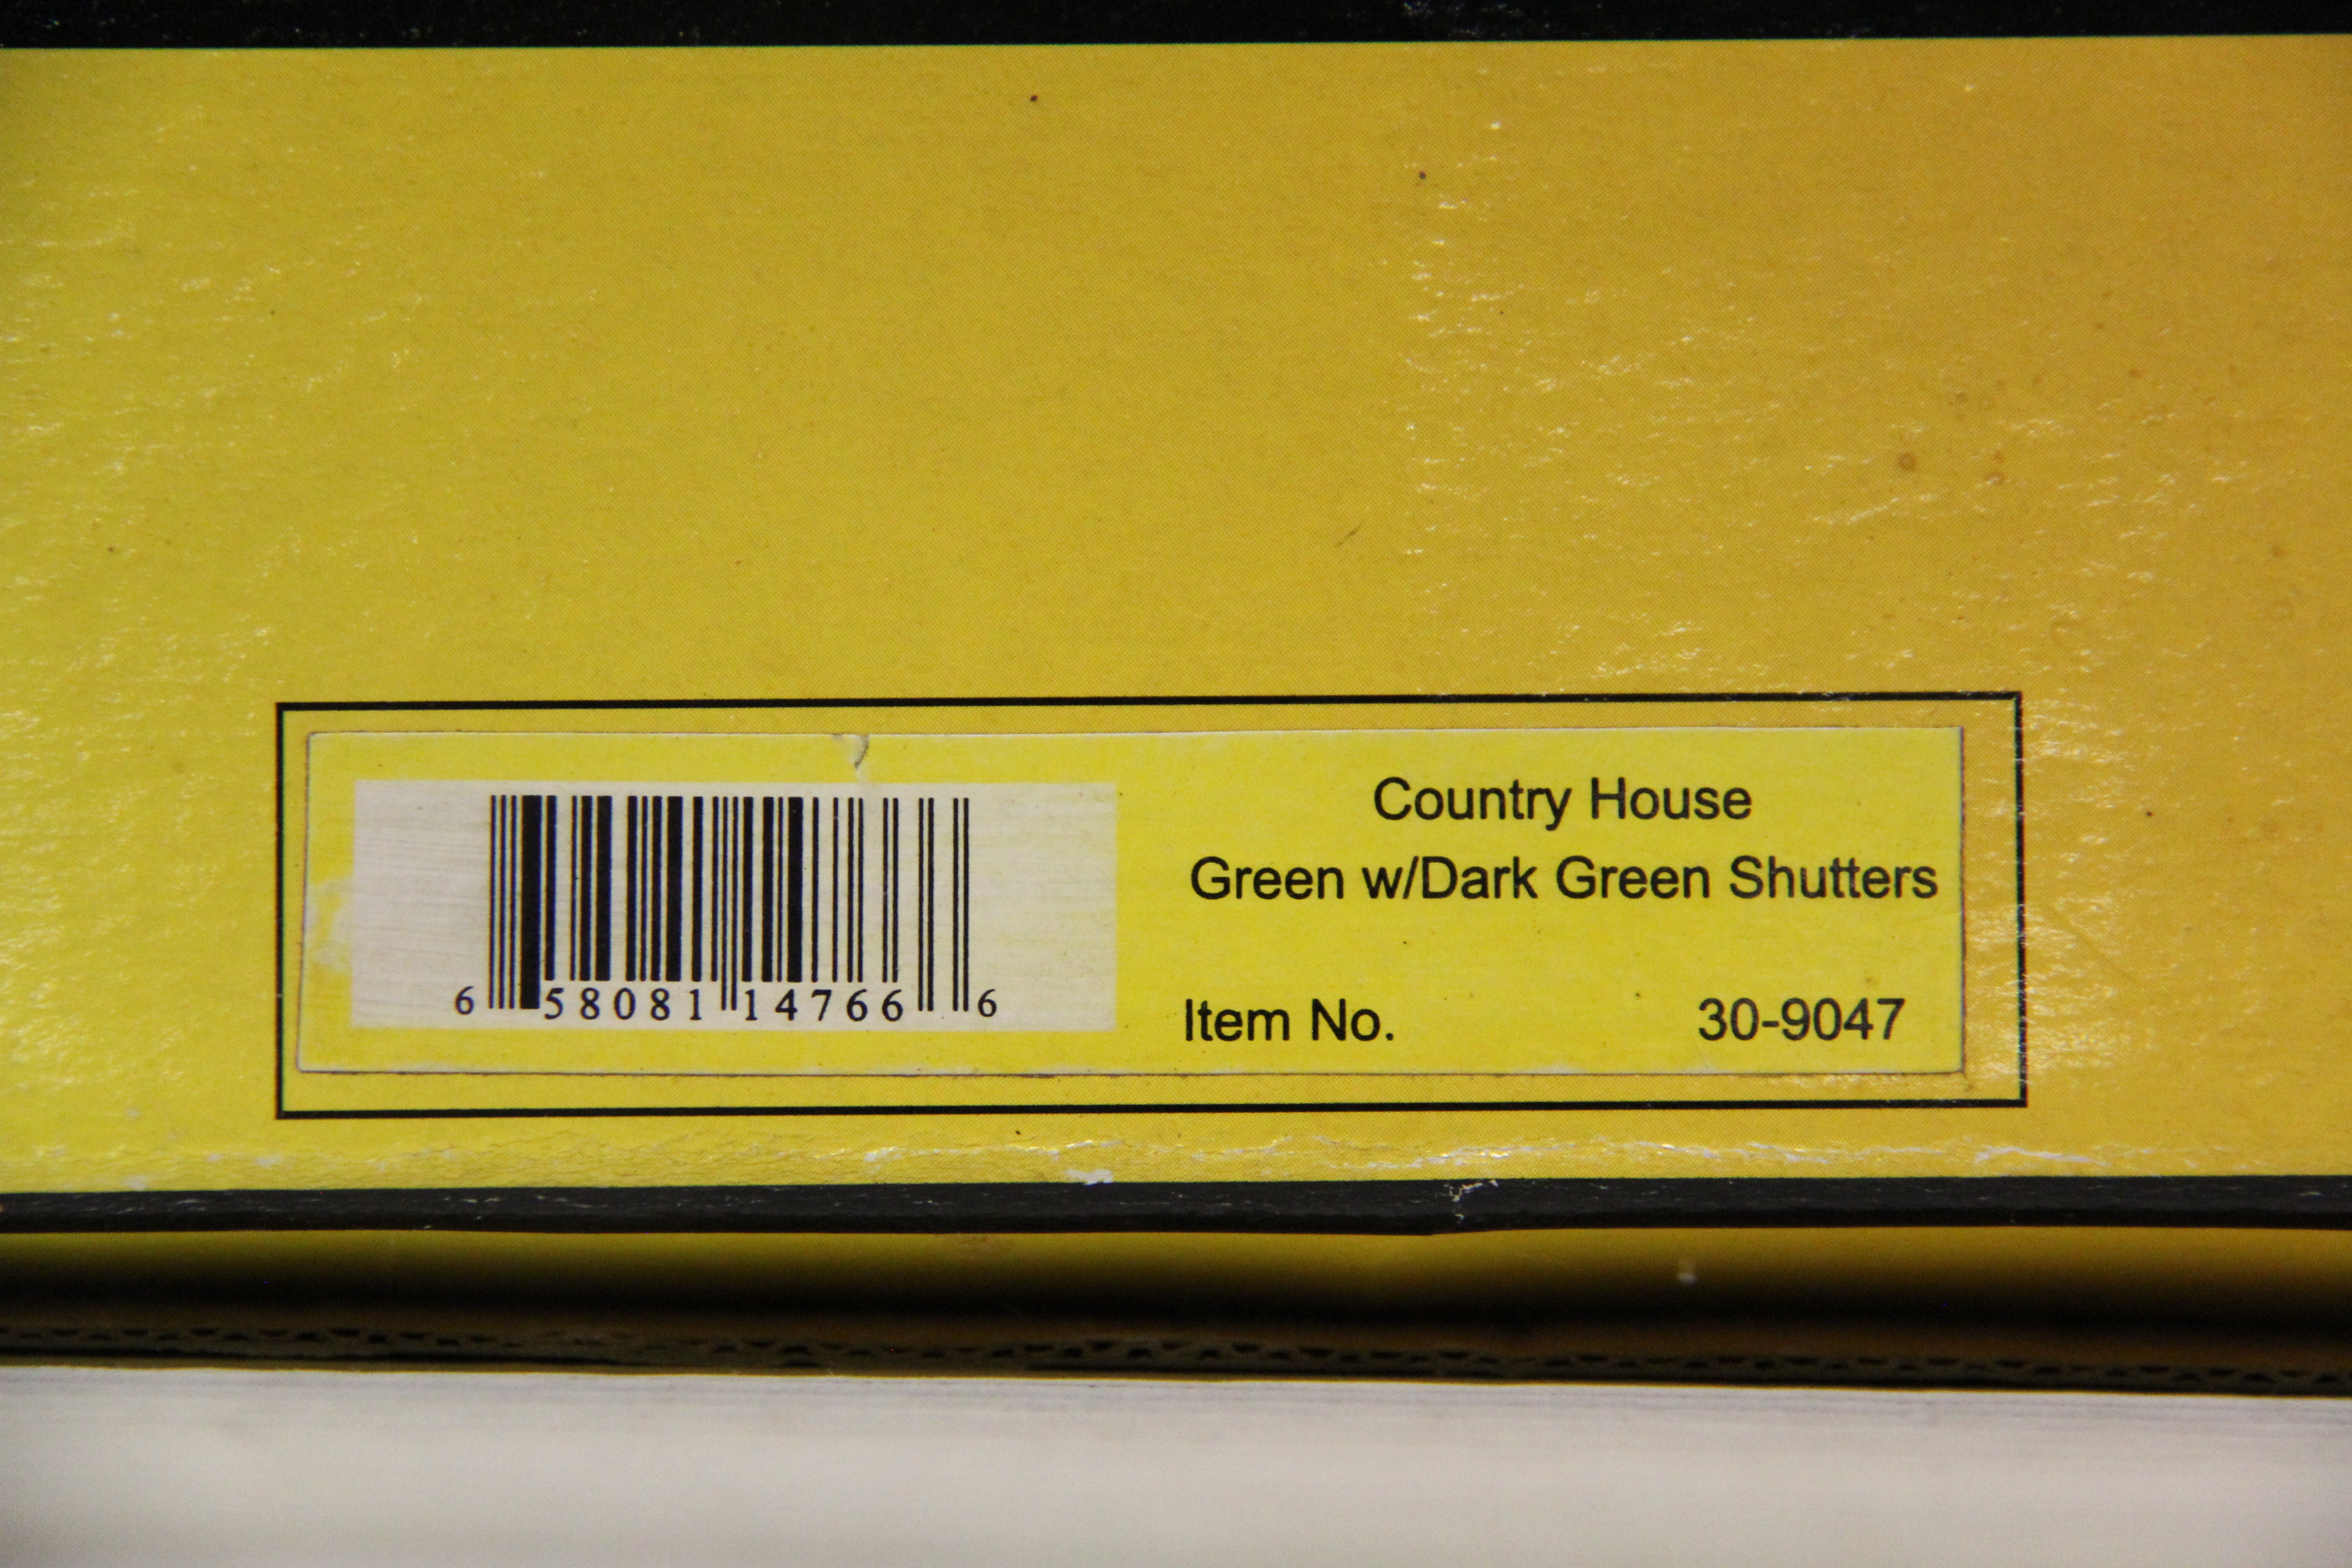 Country House
Green w/Dark Green Shutters
Item No. 30-9047
6 58081 14766 6